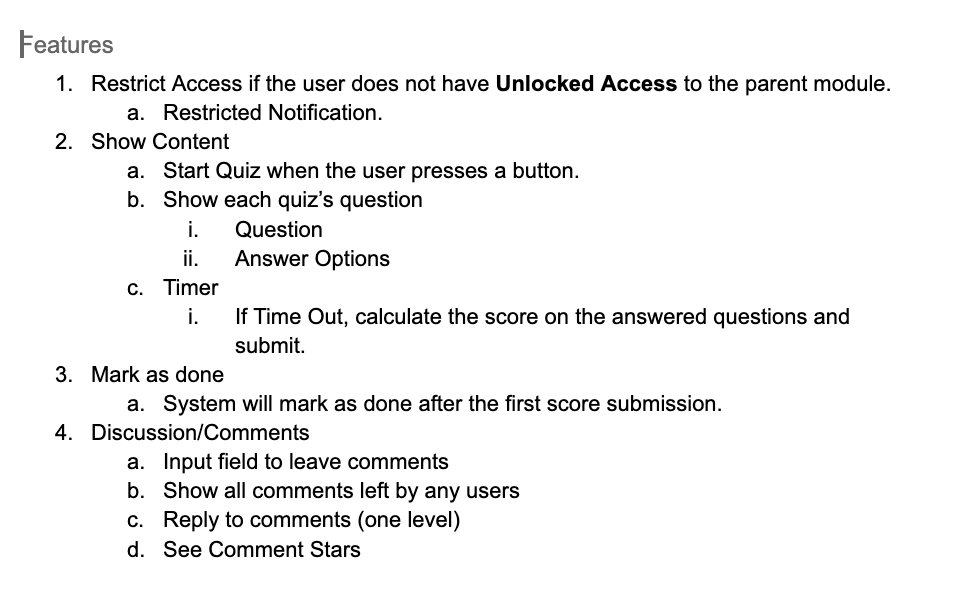 Features
1. Restrict Access if the user does not have Unlocked Access to the parent module.
a. Restricted Notification.
2. Show Content
a. Start Quiz when the user presses a button.
b. Show each quiz’s question
i. Question
ii. Answer Options
c. Timer
i. If Time Out, calculate the score on the answered questions and
submit.
3. Mark as done
a. System will mark as done after the first score submission.
4. Discussion/Comments
a. Input field to leave comments
b. Show all comments left by any users
c. Reply to comments (one level)
d. See Comment Stars